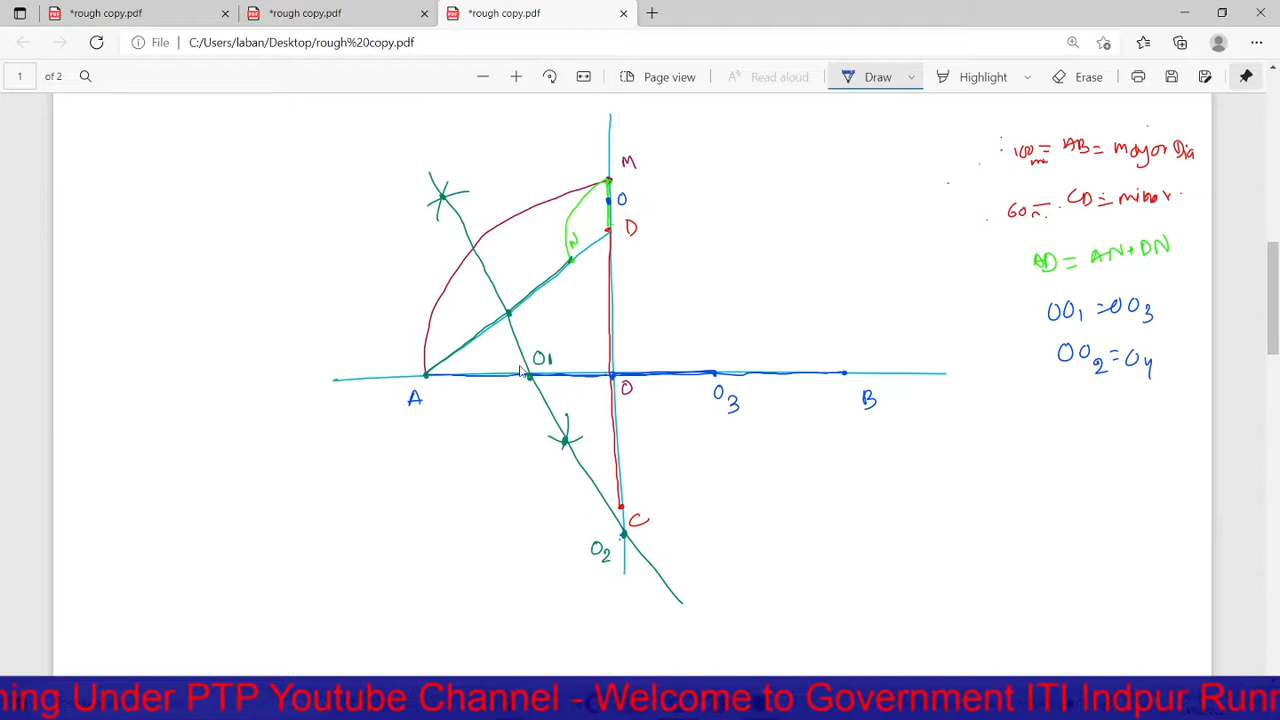 *rough copy.pdf
*rough copy.pdf
*rough copy.pdf
File C:/Users/laban/Desktop/rough%20copy.pdf
1 of 2 Page view Read aloud Draw Highlight Erase
M
O
D
N
O1
A
O
O3
B
C
O2
100 = AB = major Dia
CD = minor
AD = AN + DN
OO1 = OO3
OO2 = O4
ning Under PTP Youtube Channel - Welcome to Government ITI Indpur Runn